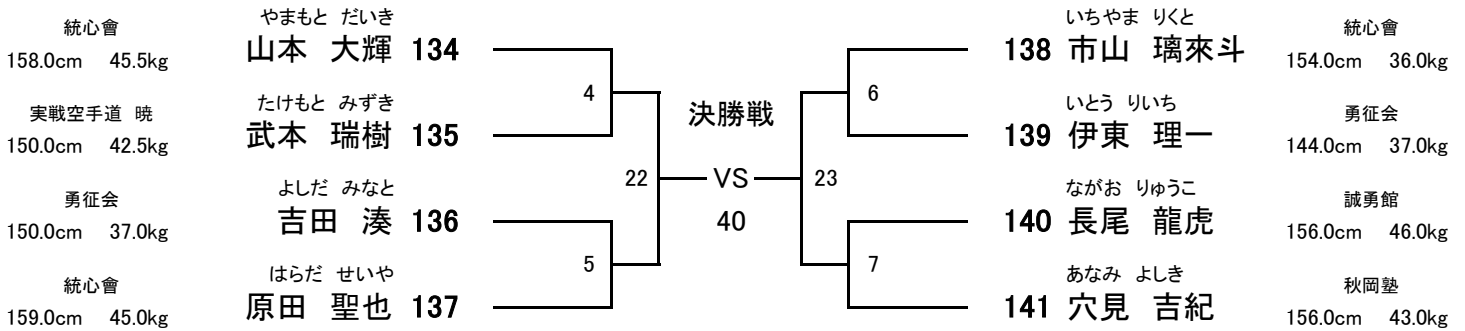 やまもと だいき
統心會
158.0cm 45.5kg
山本 大輝 134
たけもと みずき
実戦空手道 暁
150.0cm 42.5kg
武本 瑞樹 135
よしだ みなと
勇征会
150.0cm 37.0kg
吉田 湊 136
はらだ せいや
統心會
159.0cm 45.0kg
原田 聖也 137
4
5
22
決勝戦
VS
40
23
6
7
いちやま りくと
138 市山 璃來斗
統心會
154.0cm 36.0kg
いとう りいち
139 伊東 理一
勇征会
144.0cm 37.0kg
ながお りゅうこ
140 長尾 龍虎
誠勇館
156.0cm 46.0kg
あなみ よしき
141 穴見 吉紀
秋岡塾
156.0cm 43.0kg